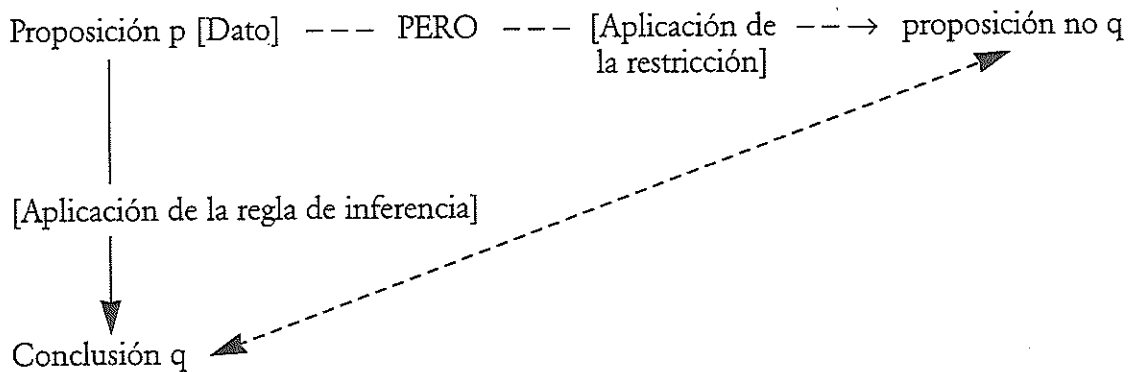 Proposición p [Dato] --- PERO --- [Aplicación de la restricción] ---→ proposición no q
[Aplicación de la regla de inferencia]
Conclusión q